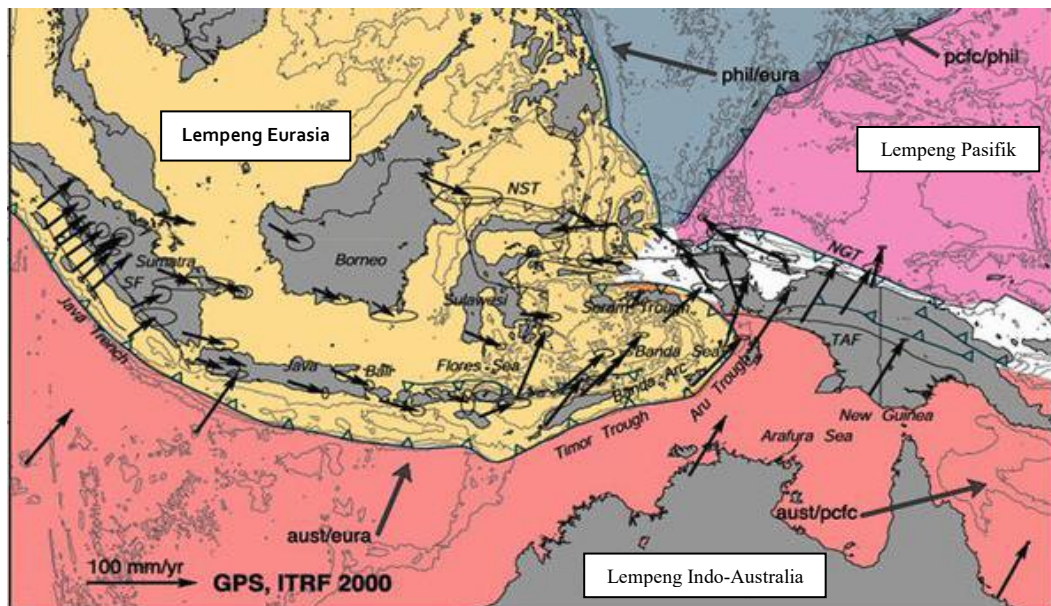 pcfc/phil
phil/eura
Lempeng Eurasia
Lempeng Pasifik
NST
NGT
Sumatra
SF
Borneo
Sulawesi
Seram Trough
Java Trench
Java
Bali
Flores Sea
Banda Sea
Banda Arc
Aru Trough
TAF
Timor Trough
New Guinea
Arafura Sea
aust/eura
aust/pcfc
100 mm/yr
GPS, ITRF 2000
Lempeng Indo-Australia